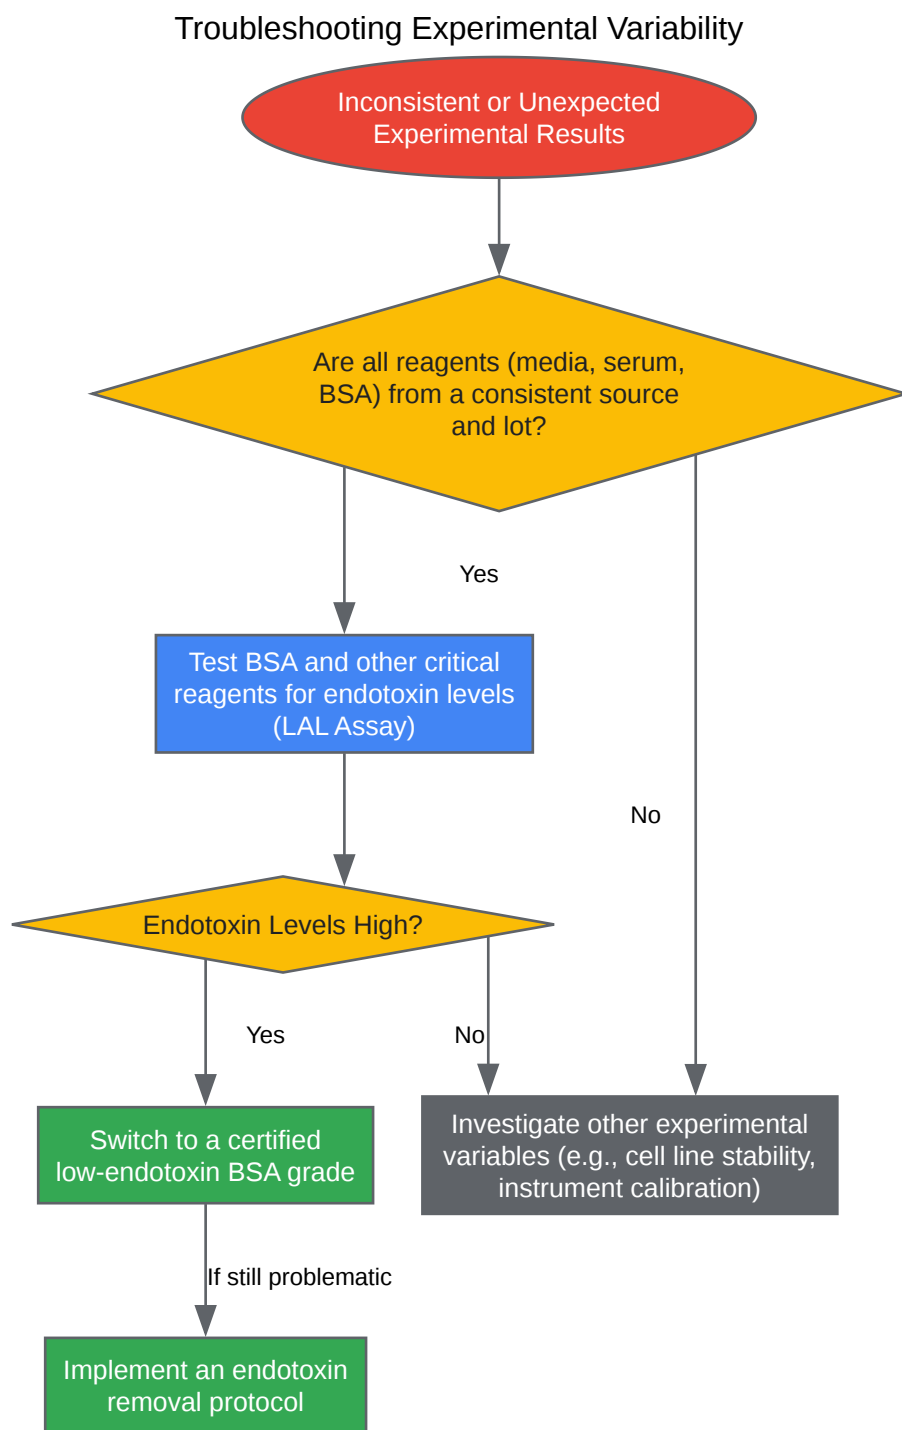 Troubleshooting Experimental Variability
Inconsistent or Unexpected
Experimental Results
Are all reagents (media, serum,
BSA) from a consistent source
and lot?
Yes
Test BSA and other critical
reagents for endotoxin levels
(LAL Assay)
No
Endotoxin Levels High?
Yes
No
Switch to a certified
low-endotoxin BSA grade
Investigate other experimental
variables (e.g., cell line stability,
instrument calibration)
If still problematic
Implement an endotoxin
removal protocol